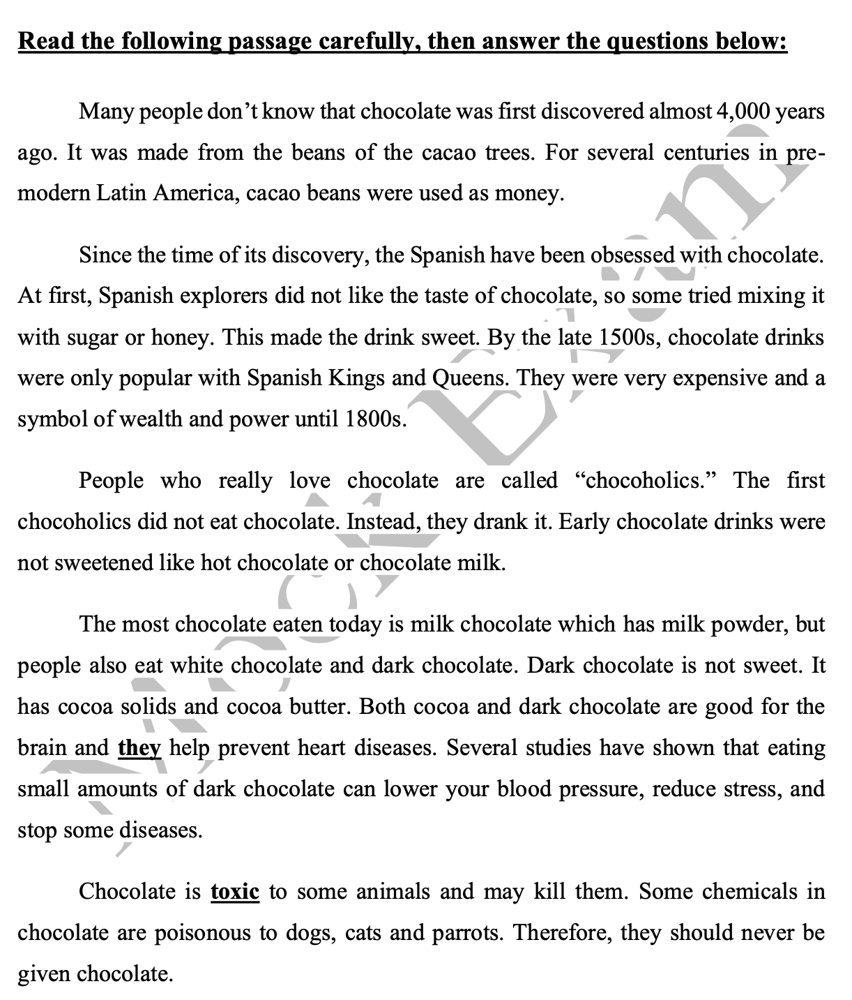 Read the following passage carefully, then answer the questions below:
Many people don’t know that chocolate was first discovered almost 4,000 years
ago. It was made from the beans of the cacao trees. For several centuries in pre-
modern Latin America, cacao beans were used as money.
Since the time of its discovery, the Spanish have been obsessed with chocolate.
At first, Spanish explorers did not like the taste of chocolate, so some tried mixing it
with sugar or honey. This made the drink sweet. By the late 1500s, chocolate drinks
were only popular with Spanish Kings and Queens. They were very expensive and a
symbol of wealth and power until 1800s.
People who really love chocolate are called “chocoholics.” The first
chocoholics did not eat chocolate. Instead, they drank it. Early chocolate drinks were
not sweetened like hot chocolate or chocolate milk.
The most chocolate eaten today is milk chocolate which has milk powder, but
people also eat white chocolate and dark chocolate. Dark chocolate is not sweet. It
has cocoa solids and cocoa butter. Both cocoa and dark chocolate are good for the
brain and they help prevent heart diseases. Several studies have shown that eating
small amounts of dark chocolate can lower your blood pressure, reduce stress, and
stop some diseases.
Chocolate is toxic to some animals and may kill them. Some chemicals in
chocolate are poisonous to dogs, cats and parrots. Therefore, they should never be
given chocolate.
Mock Exam